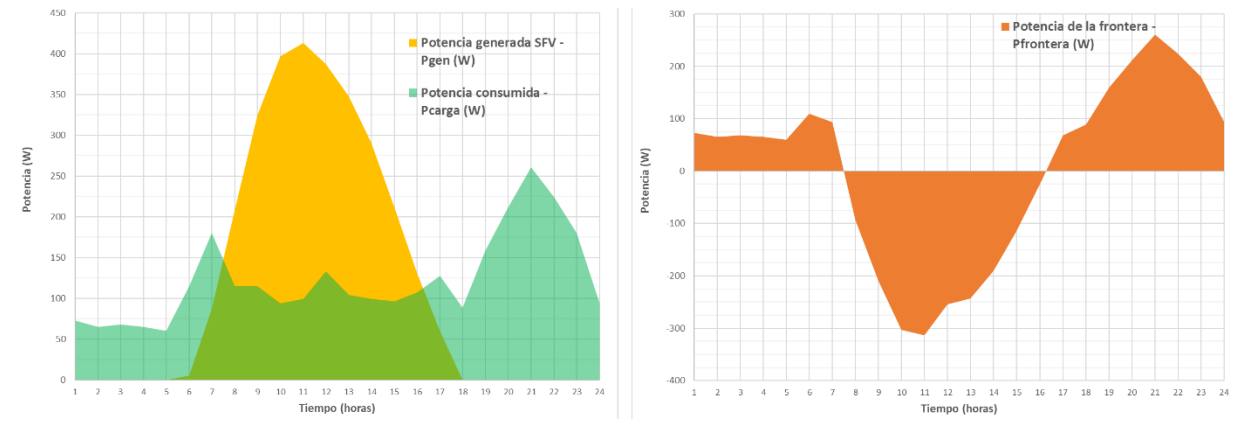 450
400
350
300
250
200
150
100
50
0
Potencia (W)
Potencia generada SFV -
Pgen (W)
Potencia consumida -
Pcarga (W)
1 2 3 4 5 6 7 8 9 10 11 12 13 14 15 16 17 18 19 20 21 22 23 24
Tiempo (horas)
300
200
100
0
-100
-200
-300
-400
Potencia (W)
Potencia de la frontera -
Pfrontera (W)
1 2 3 4 5 6 7 8 9 10 11 12 13 14 15 16 17 18 19 20 21 22 23 24
Tiempo (horas)